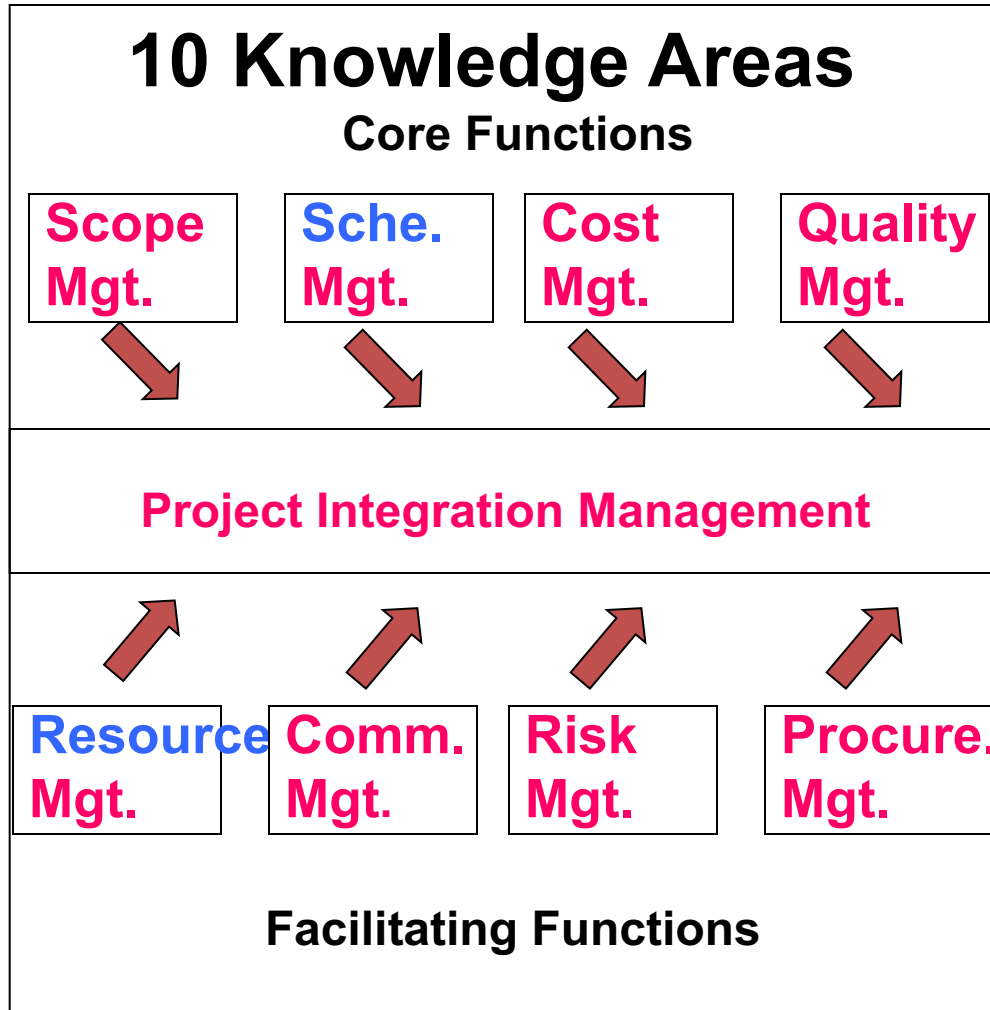 10 Knowledge Areas
Core Functions
Scope Mgt.
Sche. Mgt.
Cost Mgt.
Quality Mgt.
Project Integration Management
Resource Mgt.
Comm. Mgt.
Risk Mgt.
Procure. Mgt.
Facilitating Functions